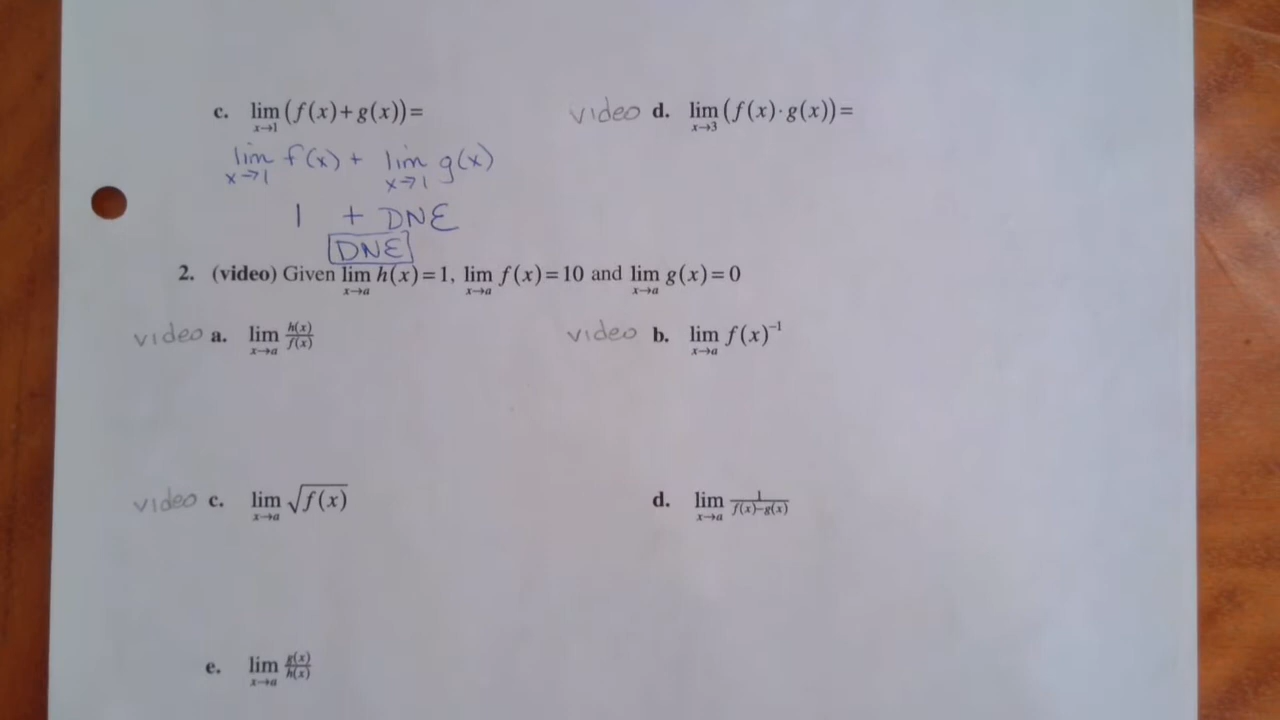 c. lim x→1 (f(x)+g(x))=
lim x→1 f(x) + lim x→1 g(x)
1 + DNE
DNE
video d. lim x→3 (f(x)·g(x))=
2. (video) Given lim x→a h(x)=1, lim x→a f(x)=10 and lim x→a g(x)=0
video a. lim x→a h(x)/f(x)
video b. lim x→a f(x)⁻¹
video c. lim x→a √f(x)
d. lim x→a 1/f(x)−g(x)
e. lim x→a g(x)/h(x)